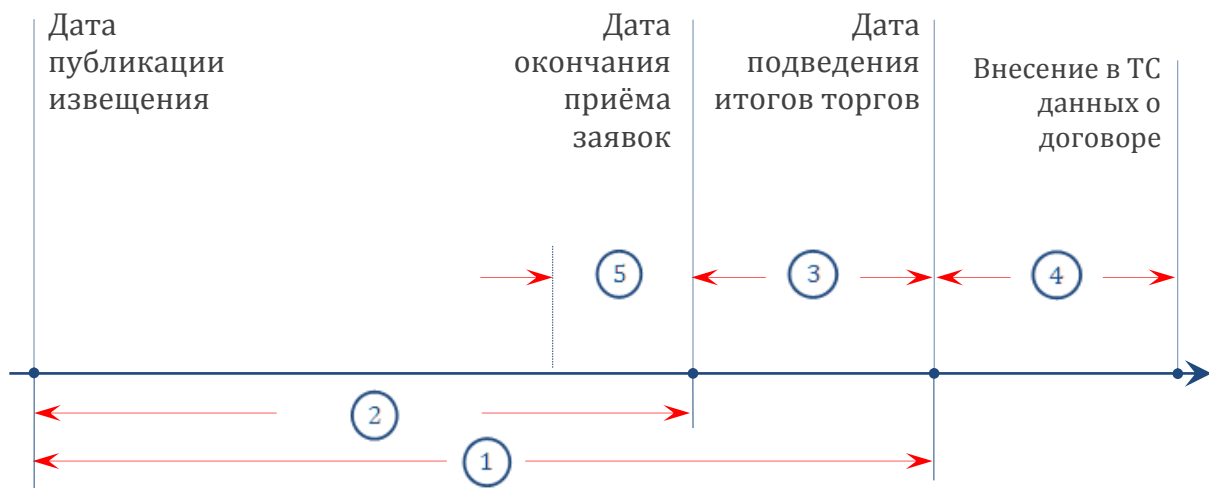 Дата
публикации
извещения
Дата
окончания
приёма
заявок
Дата
подведения
итогов торгов
Внесение в ТС
данных о
договоре
5
3
4
2
1